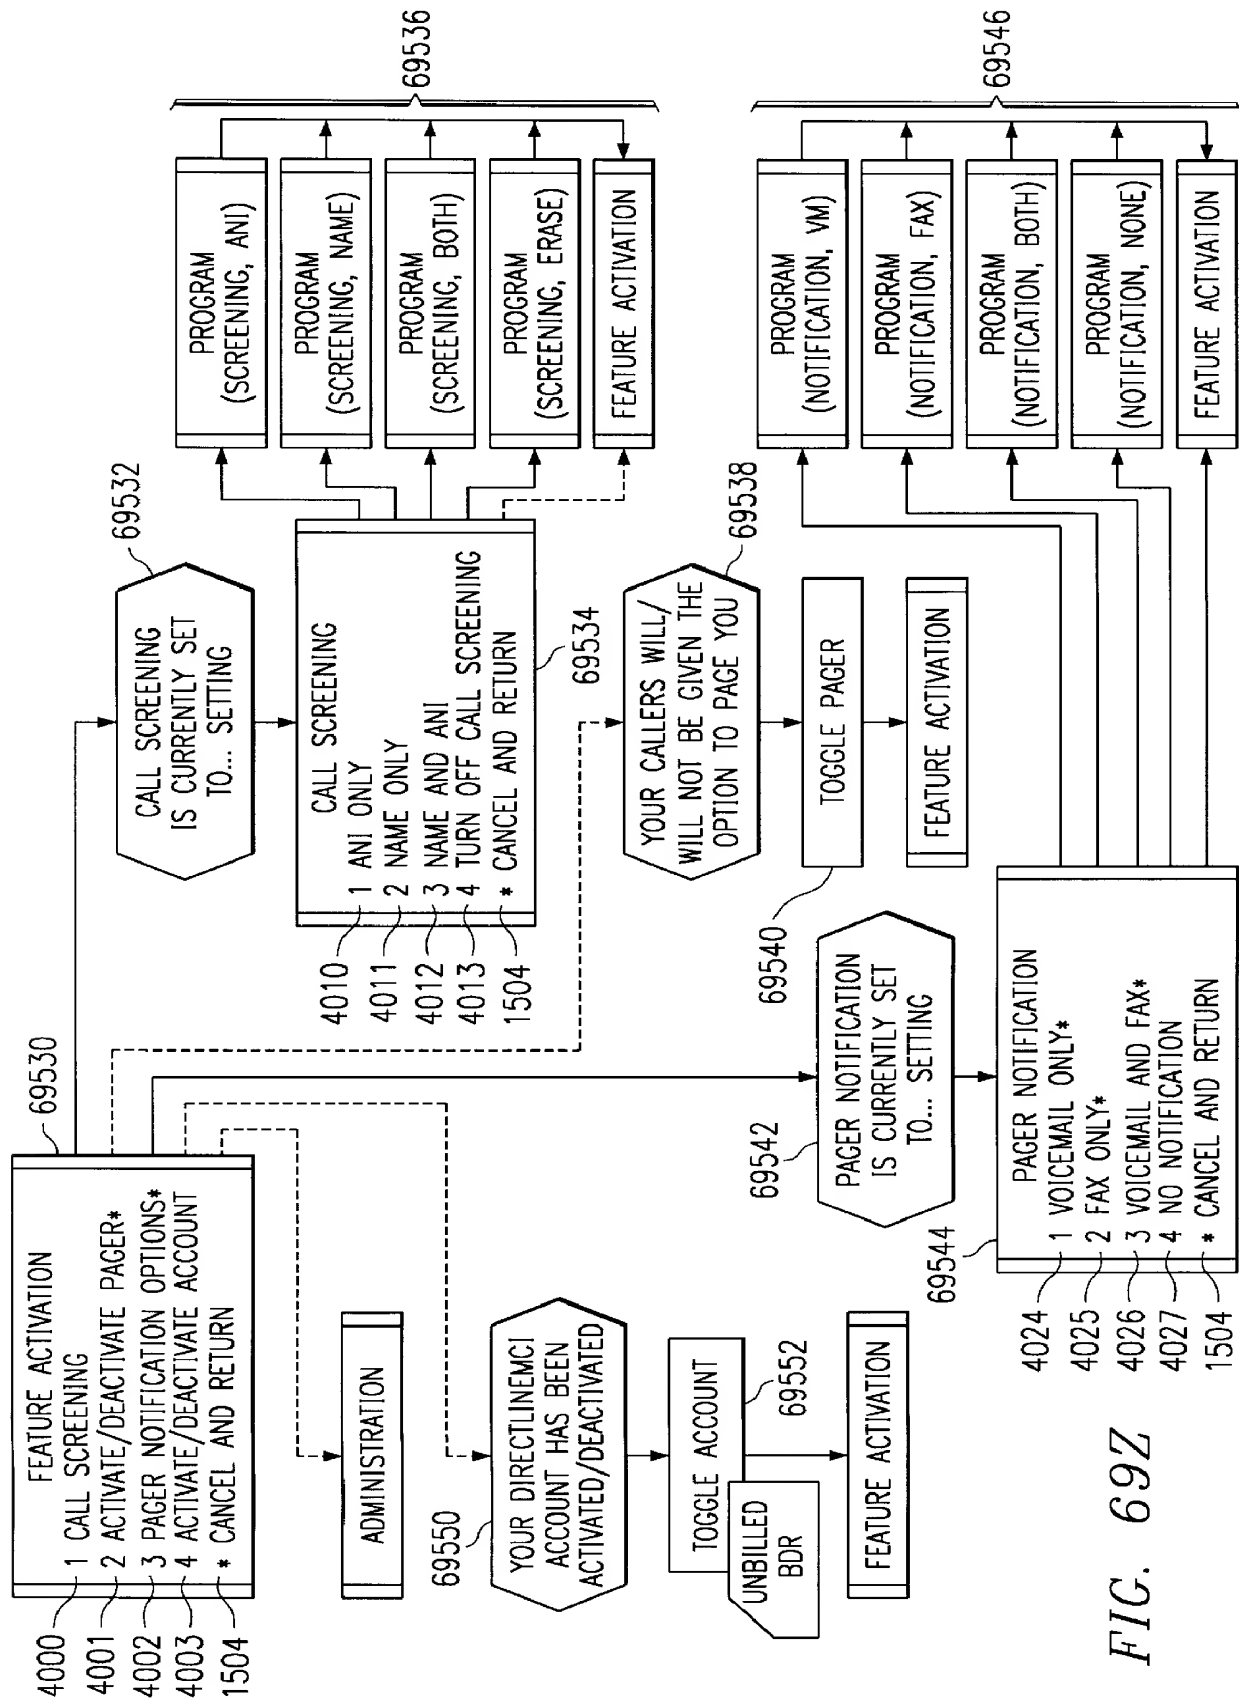 FEATURE ACTIVATION
4000 1 CALL SCREENING
4001 2 ACTIVATE/DEACTIVATE PAGER*
4002 3 PAGER NOTIFICATION OPTIONS*
4003 4 ACTIVATE/DEACTIVATE ACCOUNT
1504 * CANCEL AND RETURN
69530
ADMINISTRATION
69550
YOUR DIRECTLINEMCI
ACCOUNT HAS BEEN
ACTIVATED/DEACTIVATED
TOGGLE ACCOUNT
69552
UNBILLED
BDR
FEATURE ACTIVATION
CALL SCREENING
IS CURRENTLY SET
TO... SETTING
69532
CALL SCREENING
4010 1 ANI ONLY
4011 2 NAME ONLY
4012 3 NAME AND ANI
4013 4 TURN OFF CALL SCREENING
1504 * CANCEL AND RETURN
69534
PROGRAM
(SCREENING, ANI)
PROGRAM
(SCREENING, NAME)
PROGRAM
(SCREENING, BOTH)
PROGRAM
(SCREENING, ERASE)
FEATURE ACTIVATION
69536
YOUR CALLERS WILL/
WILL NOT BE GIVEN THE
OPTION TO PAGE YOU
69538
TOGGLE PAGER
69540
FEATURE ACTIVATION
PAGER NOTIFICATION
IS CURRENTLY SET
TO... SETTING
69542
69544
PAGER NOTIFICATION
4024 1 VOICEMAIL ONLY*
4025 2 FAX ONLY*
4026 3 VOICEMAIL AND FAX*
4027 4 NO NOTIFICATION
1504 * CANCEL AND RETURN
PROGRAM
(NOTIFICATION, VM)
PROGRAM
(NOTIFICATION, FAX)
PROGRAM
(NOTIFICATION, BOTH)
PROGRAM
(NOTIFICATION, NONE)
FEATURE ACTIVATION
69546
FIG. 69Z